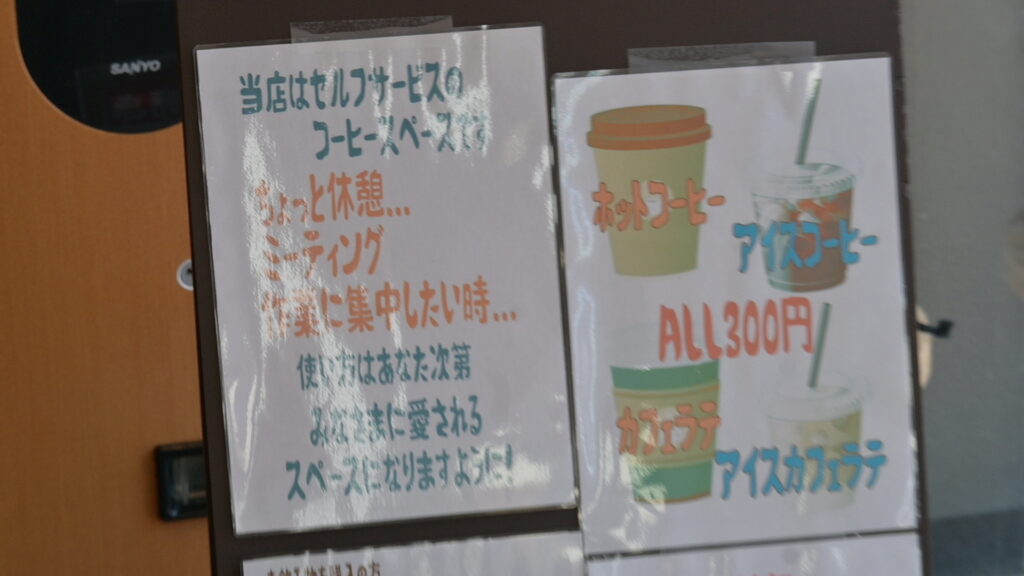 SANYO
当店はセルフサービスの
コーヒースペースです
ちょっと休憩...
ミーティング
作業に集中したい時...
使い方はあなた次第
みなさまに愛される
スペースになりますように!
ホットコーヒー
アイスコーヒー
ALL300円
カフェラテ
アイスカフェラテ